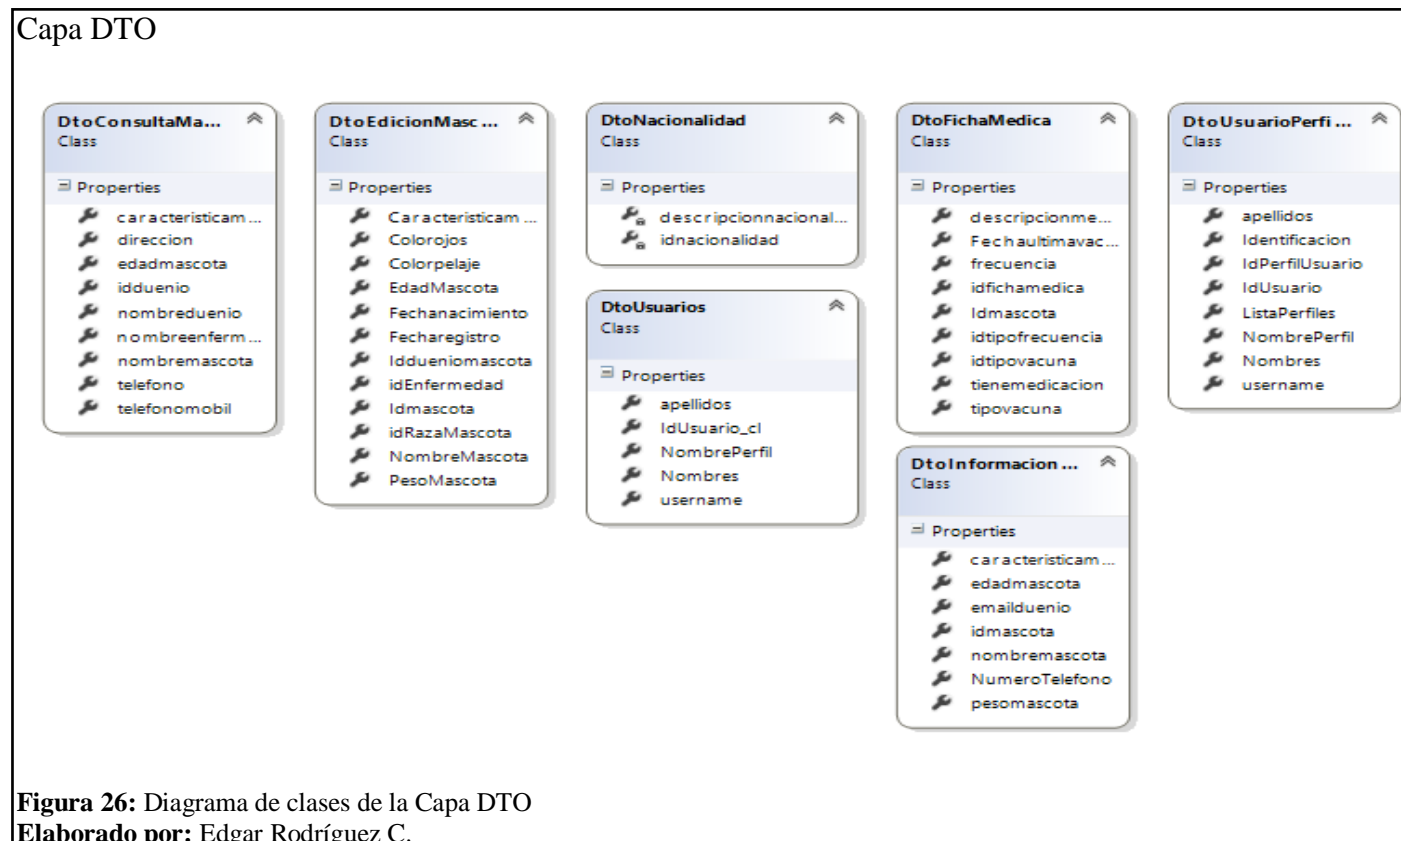 Capa DTO
DtoConsultaMa...
Class
Properties
caracteristicam...
direccion
edadmascota
idduenio
nombreduenio
nombreenferm...
nombremascota
telefono
telefonomobil
DtoEdicionMasc...
Class
Properties
Caracteristicam...
Colorojos
Colorpelaje
EdadMascota
Fechanacimiento
Fecharegistro
Iddueniomascota
idEnfermedad
Idmascota
idRazaMascota
NombreMascota
PesoMascota
DtoNacionalidad
Class
Properties
descripcionnacional...
idnacionalidad
DtoUsuarios
Class
Properties
apellidos
IdUsuario_cl
NombrePerfil
Nombres
username
DtoFichaMedica
Class
Properties
descripcionme...
Fechaultimavac...
frecuencia
idfichamedica
Idmascota
idtipofrecuencia
idtipovacuna
tienemedicacion
tipovacuna
DtoInformacion...
Class
Properties
caracteristicam...
edadmascota
emailduenio
idmascota
nombremascota
NumeroTelefono
pesomascota
DtoUsuarioPerfi...
Class
Properties
apellidos
Identificacion
IdPerfilUsuario
IdUsuario
ListaPerfiles
NombrePerfil
Nombres
username
Figura 26: Diagrama de clases de la Capa DTO
Elaborado por: Edgar Rodríguez C.